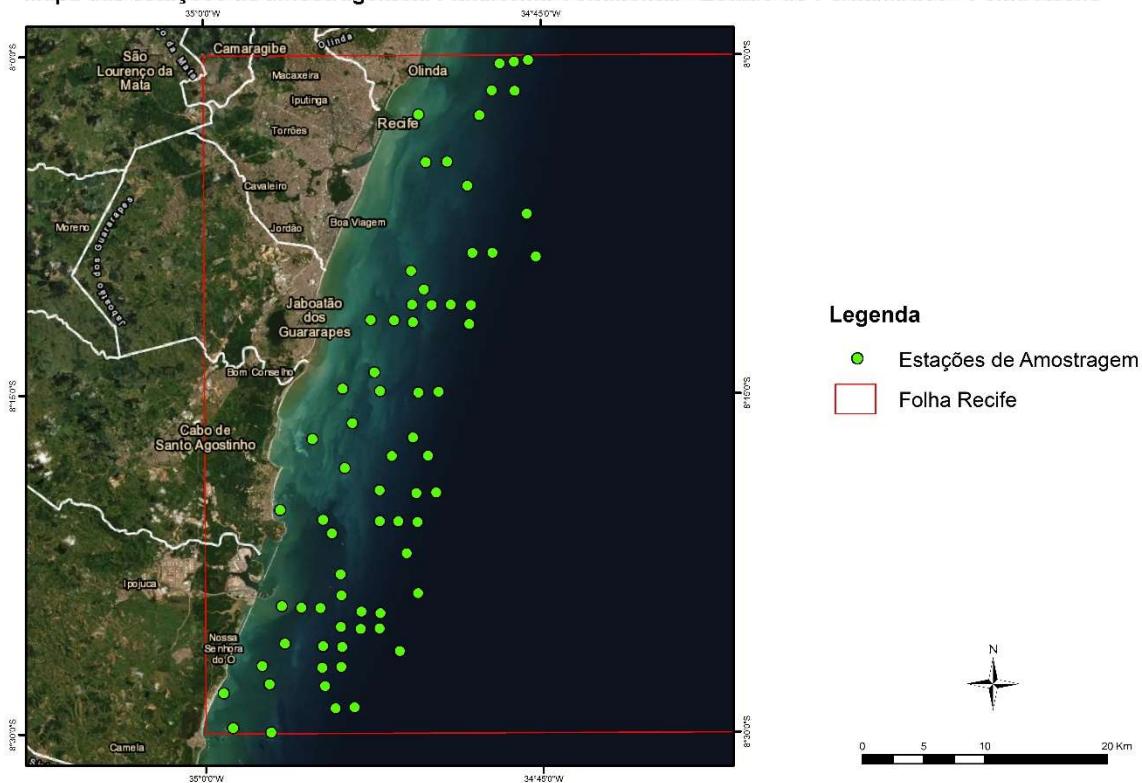 35°0'0"W
34°45'0"W
8°0'0"S
8°0'0"S
São
Lourenço da
Mata
Camaragibe
Olinda
Macaxeira
Olinda
Iputinga
Torrões
Recife
Cavaleiro
Moreno
Jordão
Boa Viagem
Jaboatão dos Guararapes
Jaboatão
dos
Guararapes
Bom Conselho
8°15'0"S
8°15'0"S
Cabo de
Santo Agostinho
Ipojuca
Nossa
Senhora
do Ó
Camela
8°30'0"S
8°30'0"S
35°0'0"W
34°45'0"W
Legenda
Estações de Amostragem
Folha Recife
N
0 5 10 20 Km